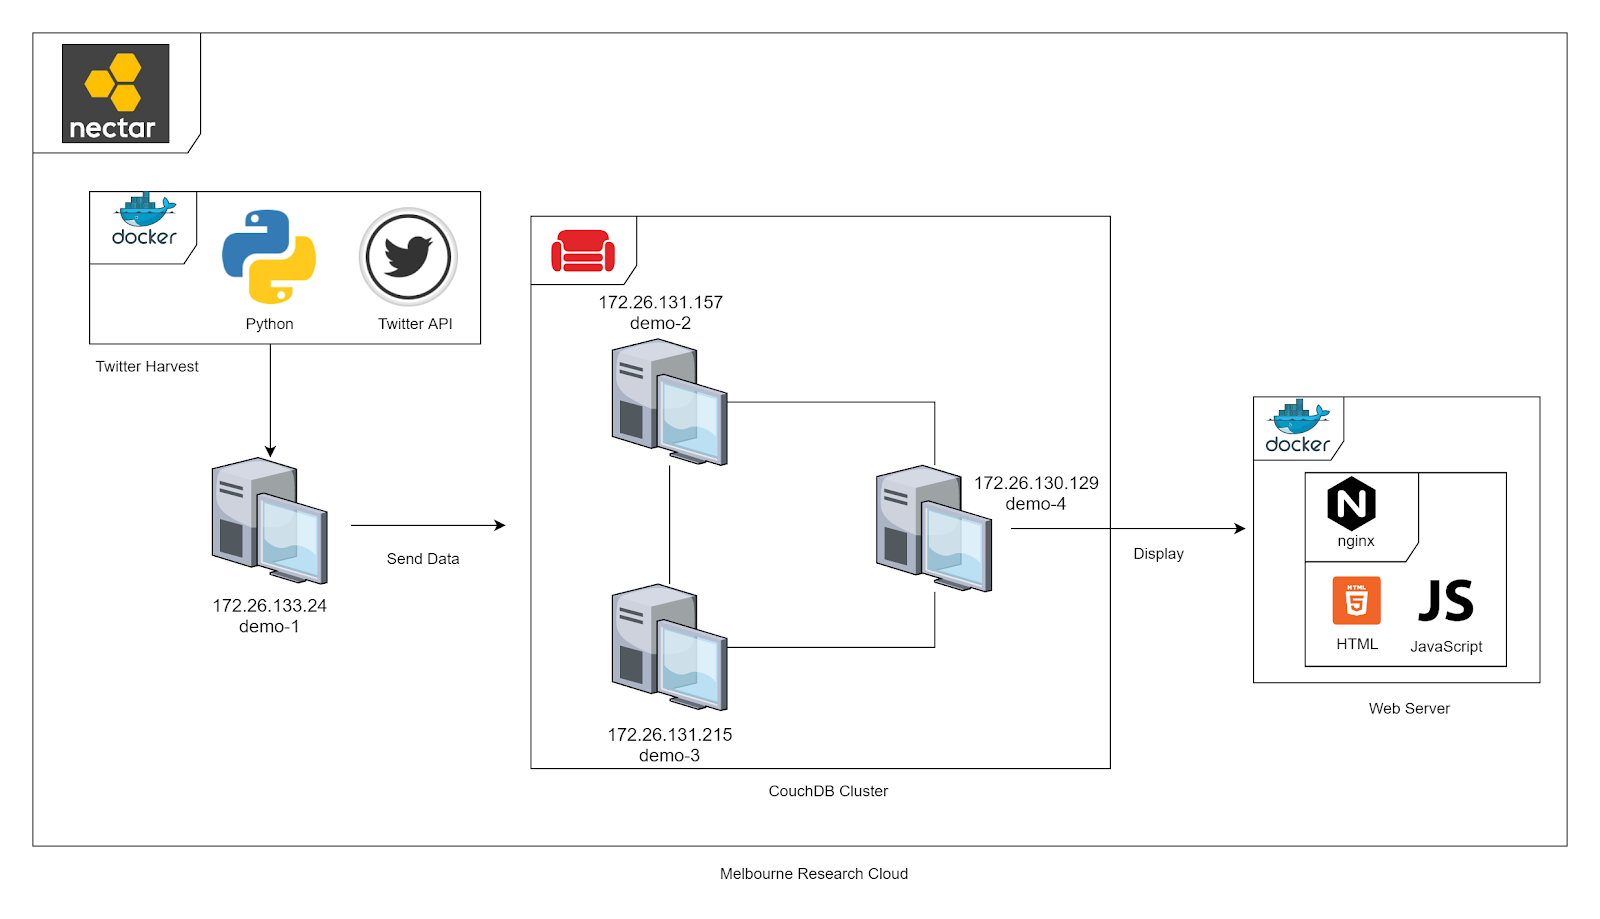 nectar
docker
Python
Twitter API
Twitter Harvest
172.26.133.24
demo-1
Send Data
172.26.131.157
demo-2
172.26.130.129
demo-4
172.26.131.215
demo-3
CouchDB Cluster
Display
docker
N
nginx
HTML
5
HTML
JS
JavaScript
Web Server
Melbourne Research Cloud